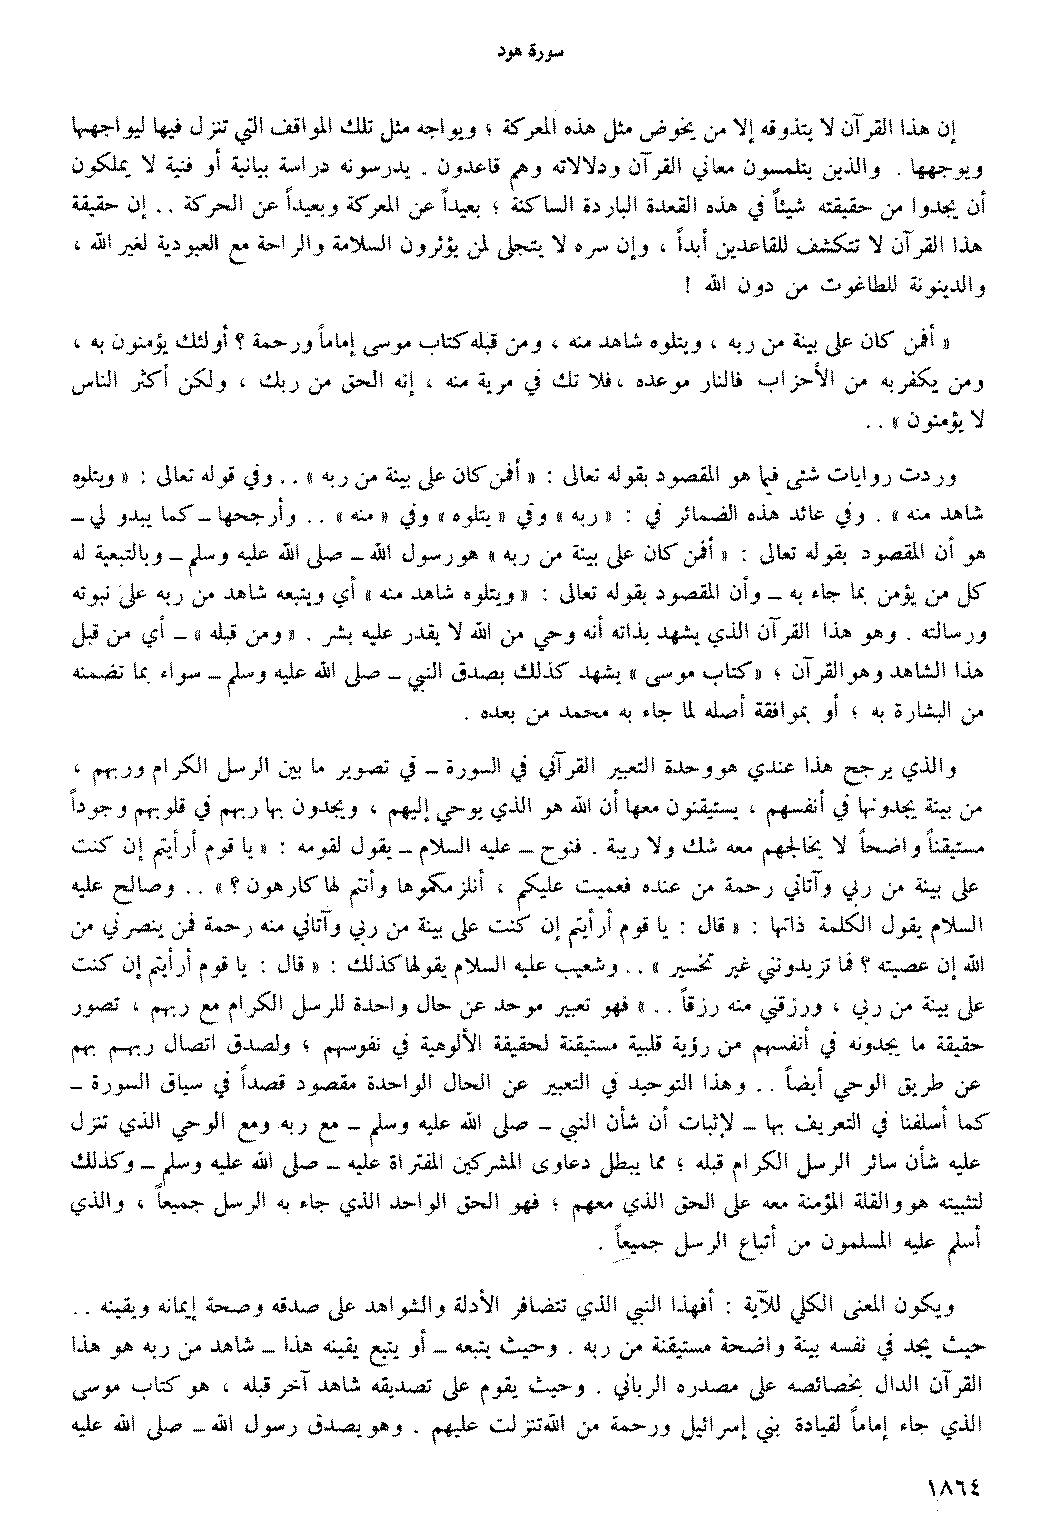 سورة هود
إن هذا القرآن لا يتذوقه إلا من يخوض مثل هذه المعركة ؛ ويواجه مثل تلك المواقف التي تنزل فيها ليواجهها
ويوجهها . والذين يتلمسون معاني القرآن ودلالاته وهم قاعدون . يدرسونه دراسة بيانية أو فنية لا يملكون
أن يجدوا من حقيقته شيئاً في هذه القعدة الباردة الساكنة ؛ بعيداً عن المعركة وبعيداً عن الحركة .. إن حقيقة
هذا القرآن لا تتكشف للقاعدين أبداً ، وإن سره لا يتجلى لمن يؤثرون السلامة والراحة مع العبودية لغير الله ،
والدينونة للطاغوت من دون الله !
« أفمن كان على بينة من ربه ، ويتلوه شاهد منه ، ومن قبله كتاب موسى إماماً ورحمة ؟ أولئك يؤمنون به ،
ومن يكفر به من الأحزاب فالنار موعده ، فلا تك في مرية منه ، إنه الحق من ربك ، ولكن أكثر الناس
لا يؤمنون » ..
وردت روايات شتى فيما هو المقصود بقوله تعالى : « أفمن كان على بينة من ربه » .. وفي قوله تعالى : « ويتلوه
شاهد منه » . وفي عائد هذه الضمائر في : « ربه » وفي « يتلوه » وفي « منه » .. وأرجحها ــ كما يبدو لي ــ
هو أن المقصود بقوله تعالى : « أفمن كان على بينة من ربه » هو رسول الله ــ صلى الله عليه وسلم ــ وبالتبعية له
كل من يؤمن بما جاء به ــ وأن المقصود بقوله تعالى : « ويتلوه شاهد منه » أي ويتبعه شاهد من ربه على نبوته
ورسالته . وهو هذا القرآن الذي يشهد بذاته أنه وحي من الله لا يقدر عليه بشر . « ومن قبله » ــ أي من قبل
هذا الشاهد وهو القرآن ؛ « كتاب موسى » يشهد كذلك بصدق النبي ــ صلى الله عليه وسلم ــ سواء بما تضمنه
من البشارة به ؛ أو بموافقة أصله لما جاء به محمد من بعده .
والذي يرجح هذا عندي هو وحدة التعبير القرآني في السورة ــ في تصوير ما بين الرسل الكرام وربهم ،
من بينة يجدونها في أنفسهم ، يستيقنون معها أن الله هو الذي يوحي إليهم ، ويجدون بها ربهم في قلوبهم وجوداً
مستيقناً واضحاً لا يخالجهم معه شك ولا ريبة . فنوح ــ عليه السلام ــ يقول لقومه : « يا قوم أرأيتم إن كنت
على بينة من ربي وآتاني رحمة من عنده فعميت عليكم ، أنلزمكموها وأنتم لها كارهون ؟ » .. وصالح عليه
السلام يقول الكلمة ذاتها : « قال : يا قوم أرأيتم إن كنت على بينة من ربي وآتاني منه رحمة فمن ينصرني من
الله إن عصيته ؟ فما تزيدونني غير تخسير » .. وشعيب عليه السلام يقولها كذلك : « قال : يا قوم أرأيتم إن كنت
على بينة من ربي ، ورزقني منه رزقاً .. » فهو تعبير موحد عن حال واحدة للرسل الكرام مع ربهم ، تصور
حقيقة ما يجدونه في أنفسهم من رؤية قلبية مستيقنة لحقيقة الألوهية في نفوسهم ؛ ولصدق اتصال ربهم بهم
عن طريق الوحي أيضاً .. وهذا التوحيد في التعبير عن الحال الواحدة مقصود قصداً في سياق السورة ــ
كما أسلفنا في التعريف بها ــ لإثبات أن شأن النبي ــ صلى الله عليه وسلم ــ مع ربه ومع الوحي الذي تنزل
عليه شأن سائر الرسل الكرام قبله ؛ مما يبطل دعاوى المشركين المفتراة عليه ــ صلى الله عليه وسلم ــ وكذلك
لتثبيته هو والقلة المؤمنة معه على الحق الذي معهم ؛ فهو الحق الواحد الذي جاء به الرسل جميعاً ، والذي
أسلم عليه المسلمون من أتباع الرسل جميعاً .
ويكون المعنى الكلي للآية : أفهذا النبي الذي تتضافر الأدلة والشواهد على صدقه وصحة إيمانه ويقينه ..
حيث يجد في نفسه بينة واضحة مستيقنة من ربه . وحيث يتبعه ــ أو يتبع يقينه هذا ــ شاهد من ربه هو هذا
القرآن الدال بخصائصه على مصدره الرباني . وحيث يقوم على تصديقه شاهد آخر قبله ، هو كتاب موسى
الذي جاء إماماً لقيادة بني إسرائيل ورحمة من الله تنزلت عليهم . وهو يصدق رسول الله ــ صلى الله عليه
١٨٦٤